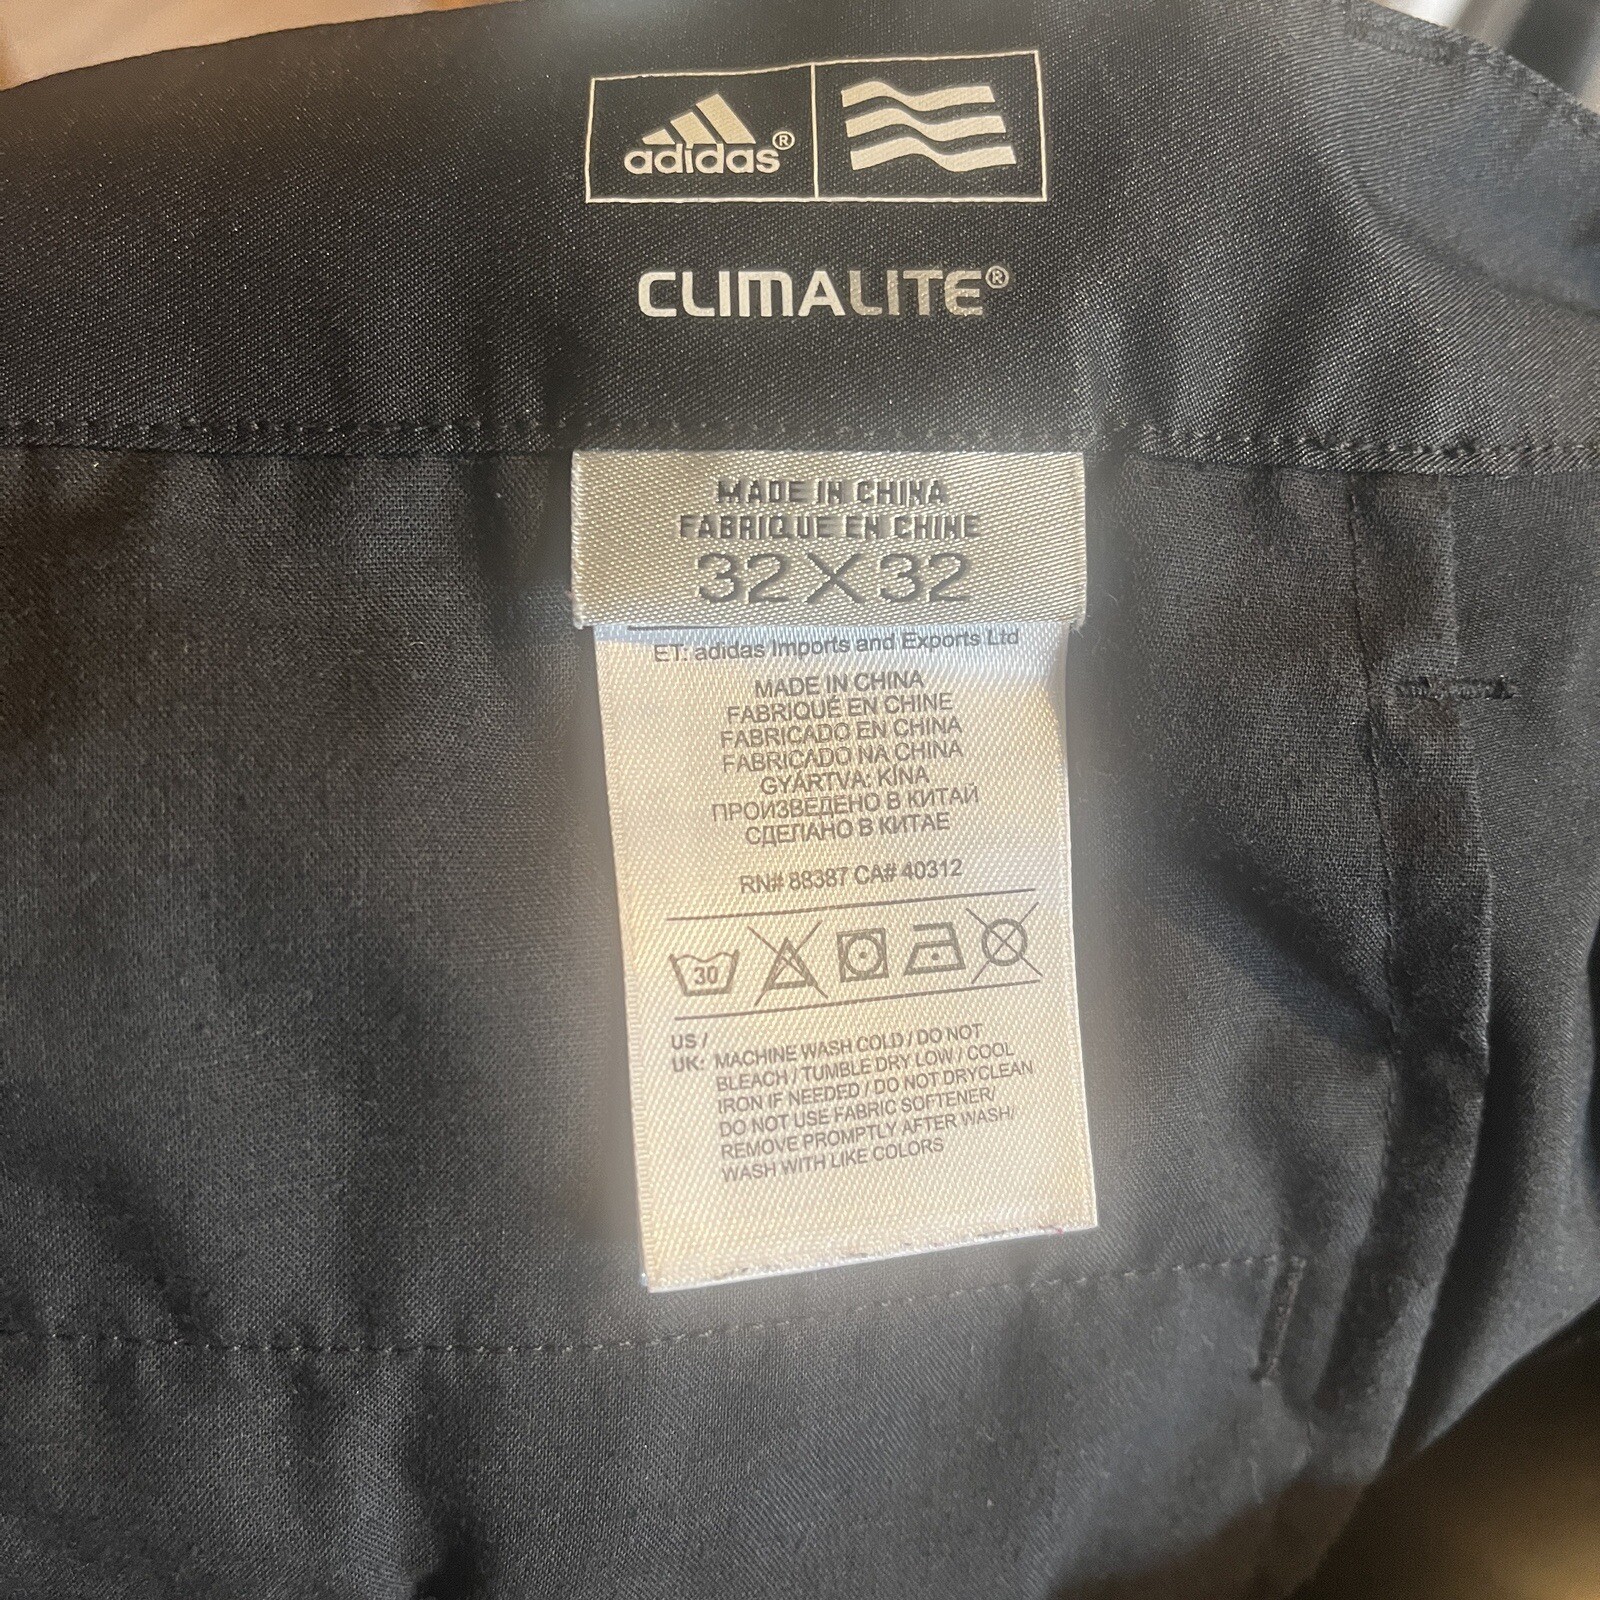 adidas®
CLIMALITE®
MADE IN CHINA
FABRIQUE EN CHINE
32X32
ET: adidas Imports and Exports Ltd
MADE IN CHINA
FABRIQUÉ EN CHINE
FABRICADO EN CHINA
FABRICADO NA CHINA
GYÁRTVA: KÍNA
ПРОИЗВЕДЕНО В КИТАЙ
СДЕЛАНО В КИТАЕ
RN# 88387 CA# 40312
30
US /
UK: MACHINE WASH COLD / DO NOT
BLEACH / TUMBLE DRY LOW / COOL
IRON IF NEEDED / DO NOT DRYCLEAN
DO NOT USE FABRIC SOFTENER/
REMOVE PROMPTLY AFTER WASH/
WASH WITH LIKE COLORS